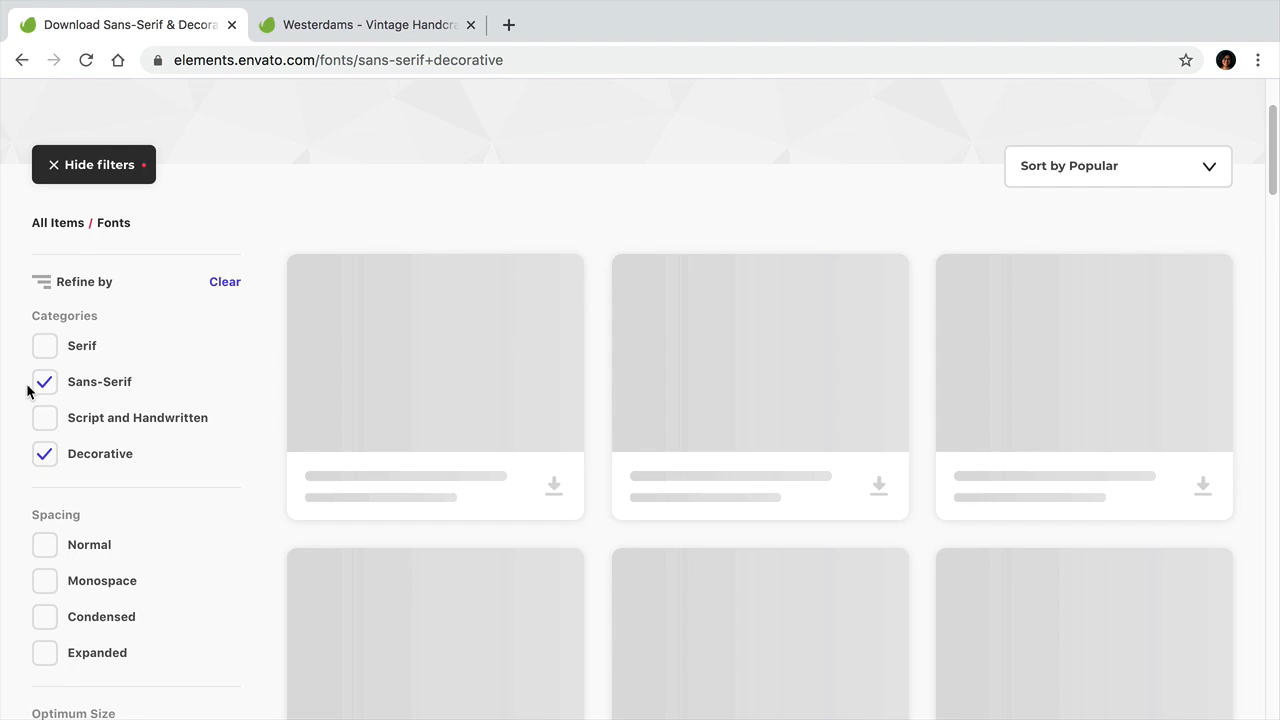 Download Sans-Serif & Decora
Westerdams - Vintage Handcra
elements.envato.com/fonts/sans-serif+decorative
Hide filters
Sort by Popular
All Items / Fonts
Refine by
Clear
Categories
Serif
Sans-Serif
Script and Handwritten
Decorative
Spacing
Normal
Monospace
Condensed
Expanded
Optimum Size